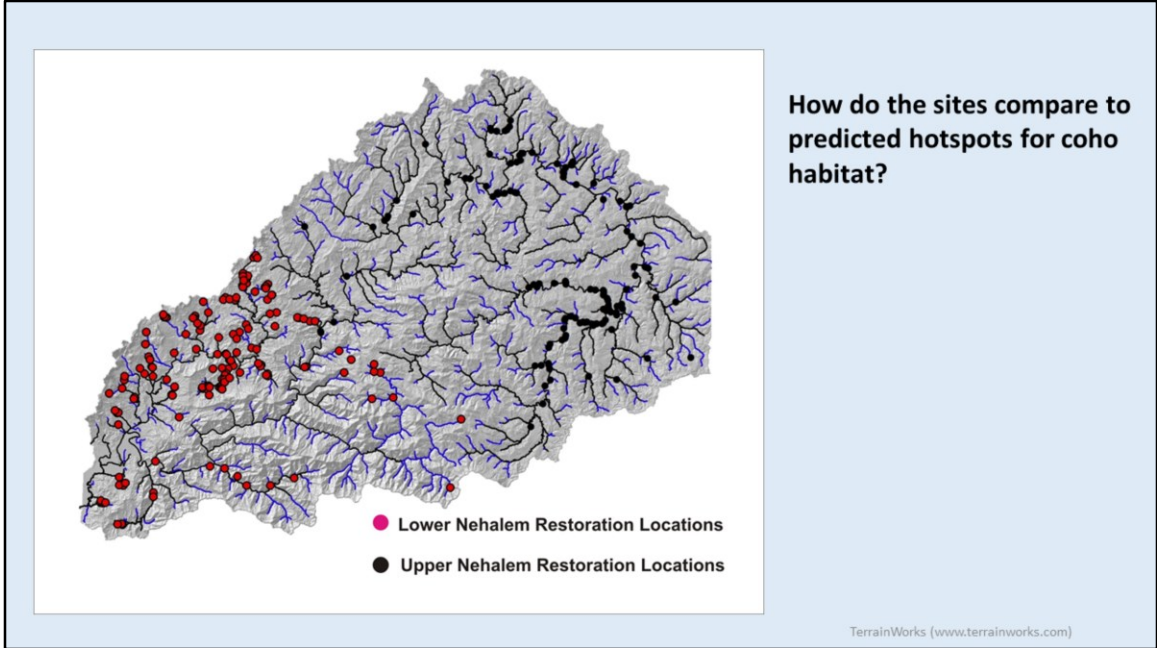 How do the sites compare to
predicted hotspots for coho
habitat?
Lower Nehalem Restoration Locations
Upper Nehalem Restoration Locations
TerrainWorks (www.terrainworks.com)